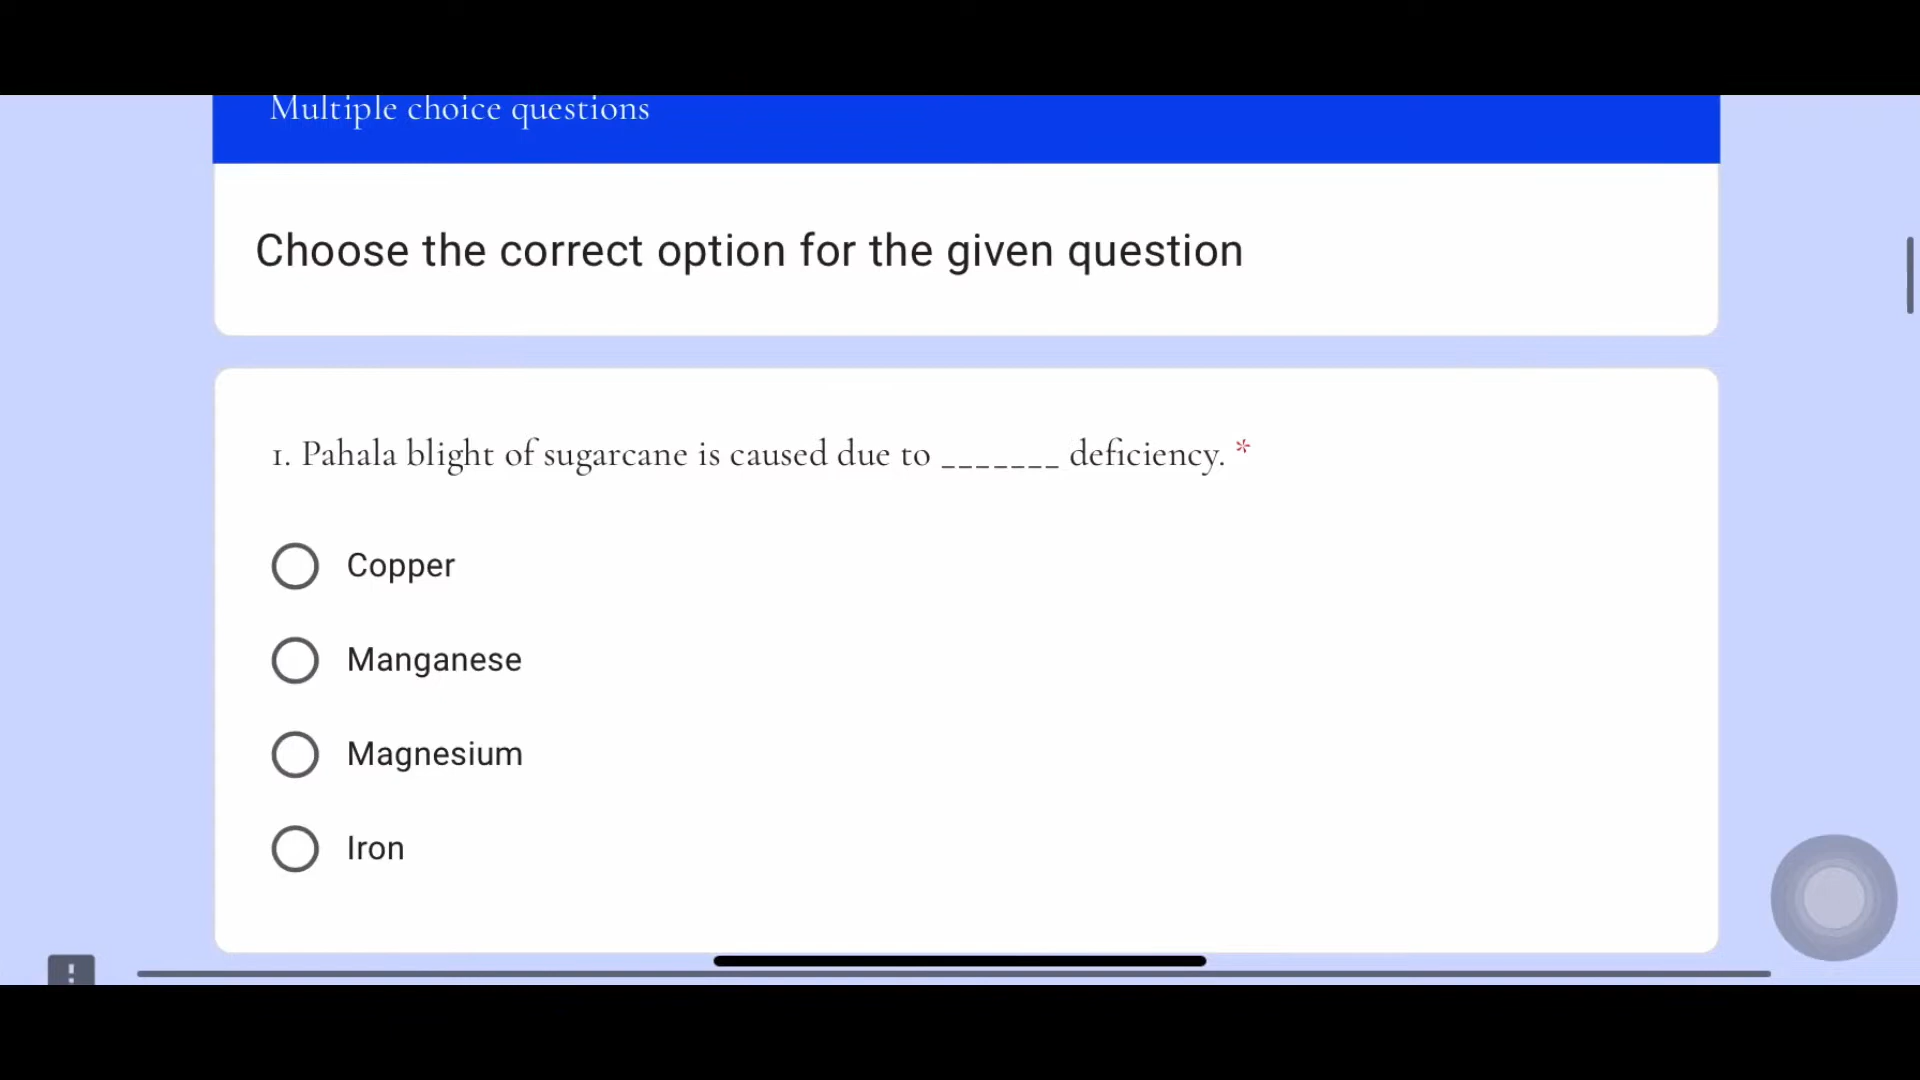 Multiple choice questions
Choose the correct option for the given question
1. Pahala blight of sugarcane is caused due to _______ deficiency. *
Copper
Manganese
Magnesium
Iron